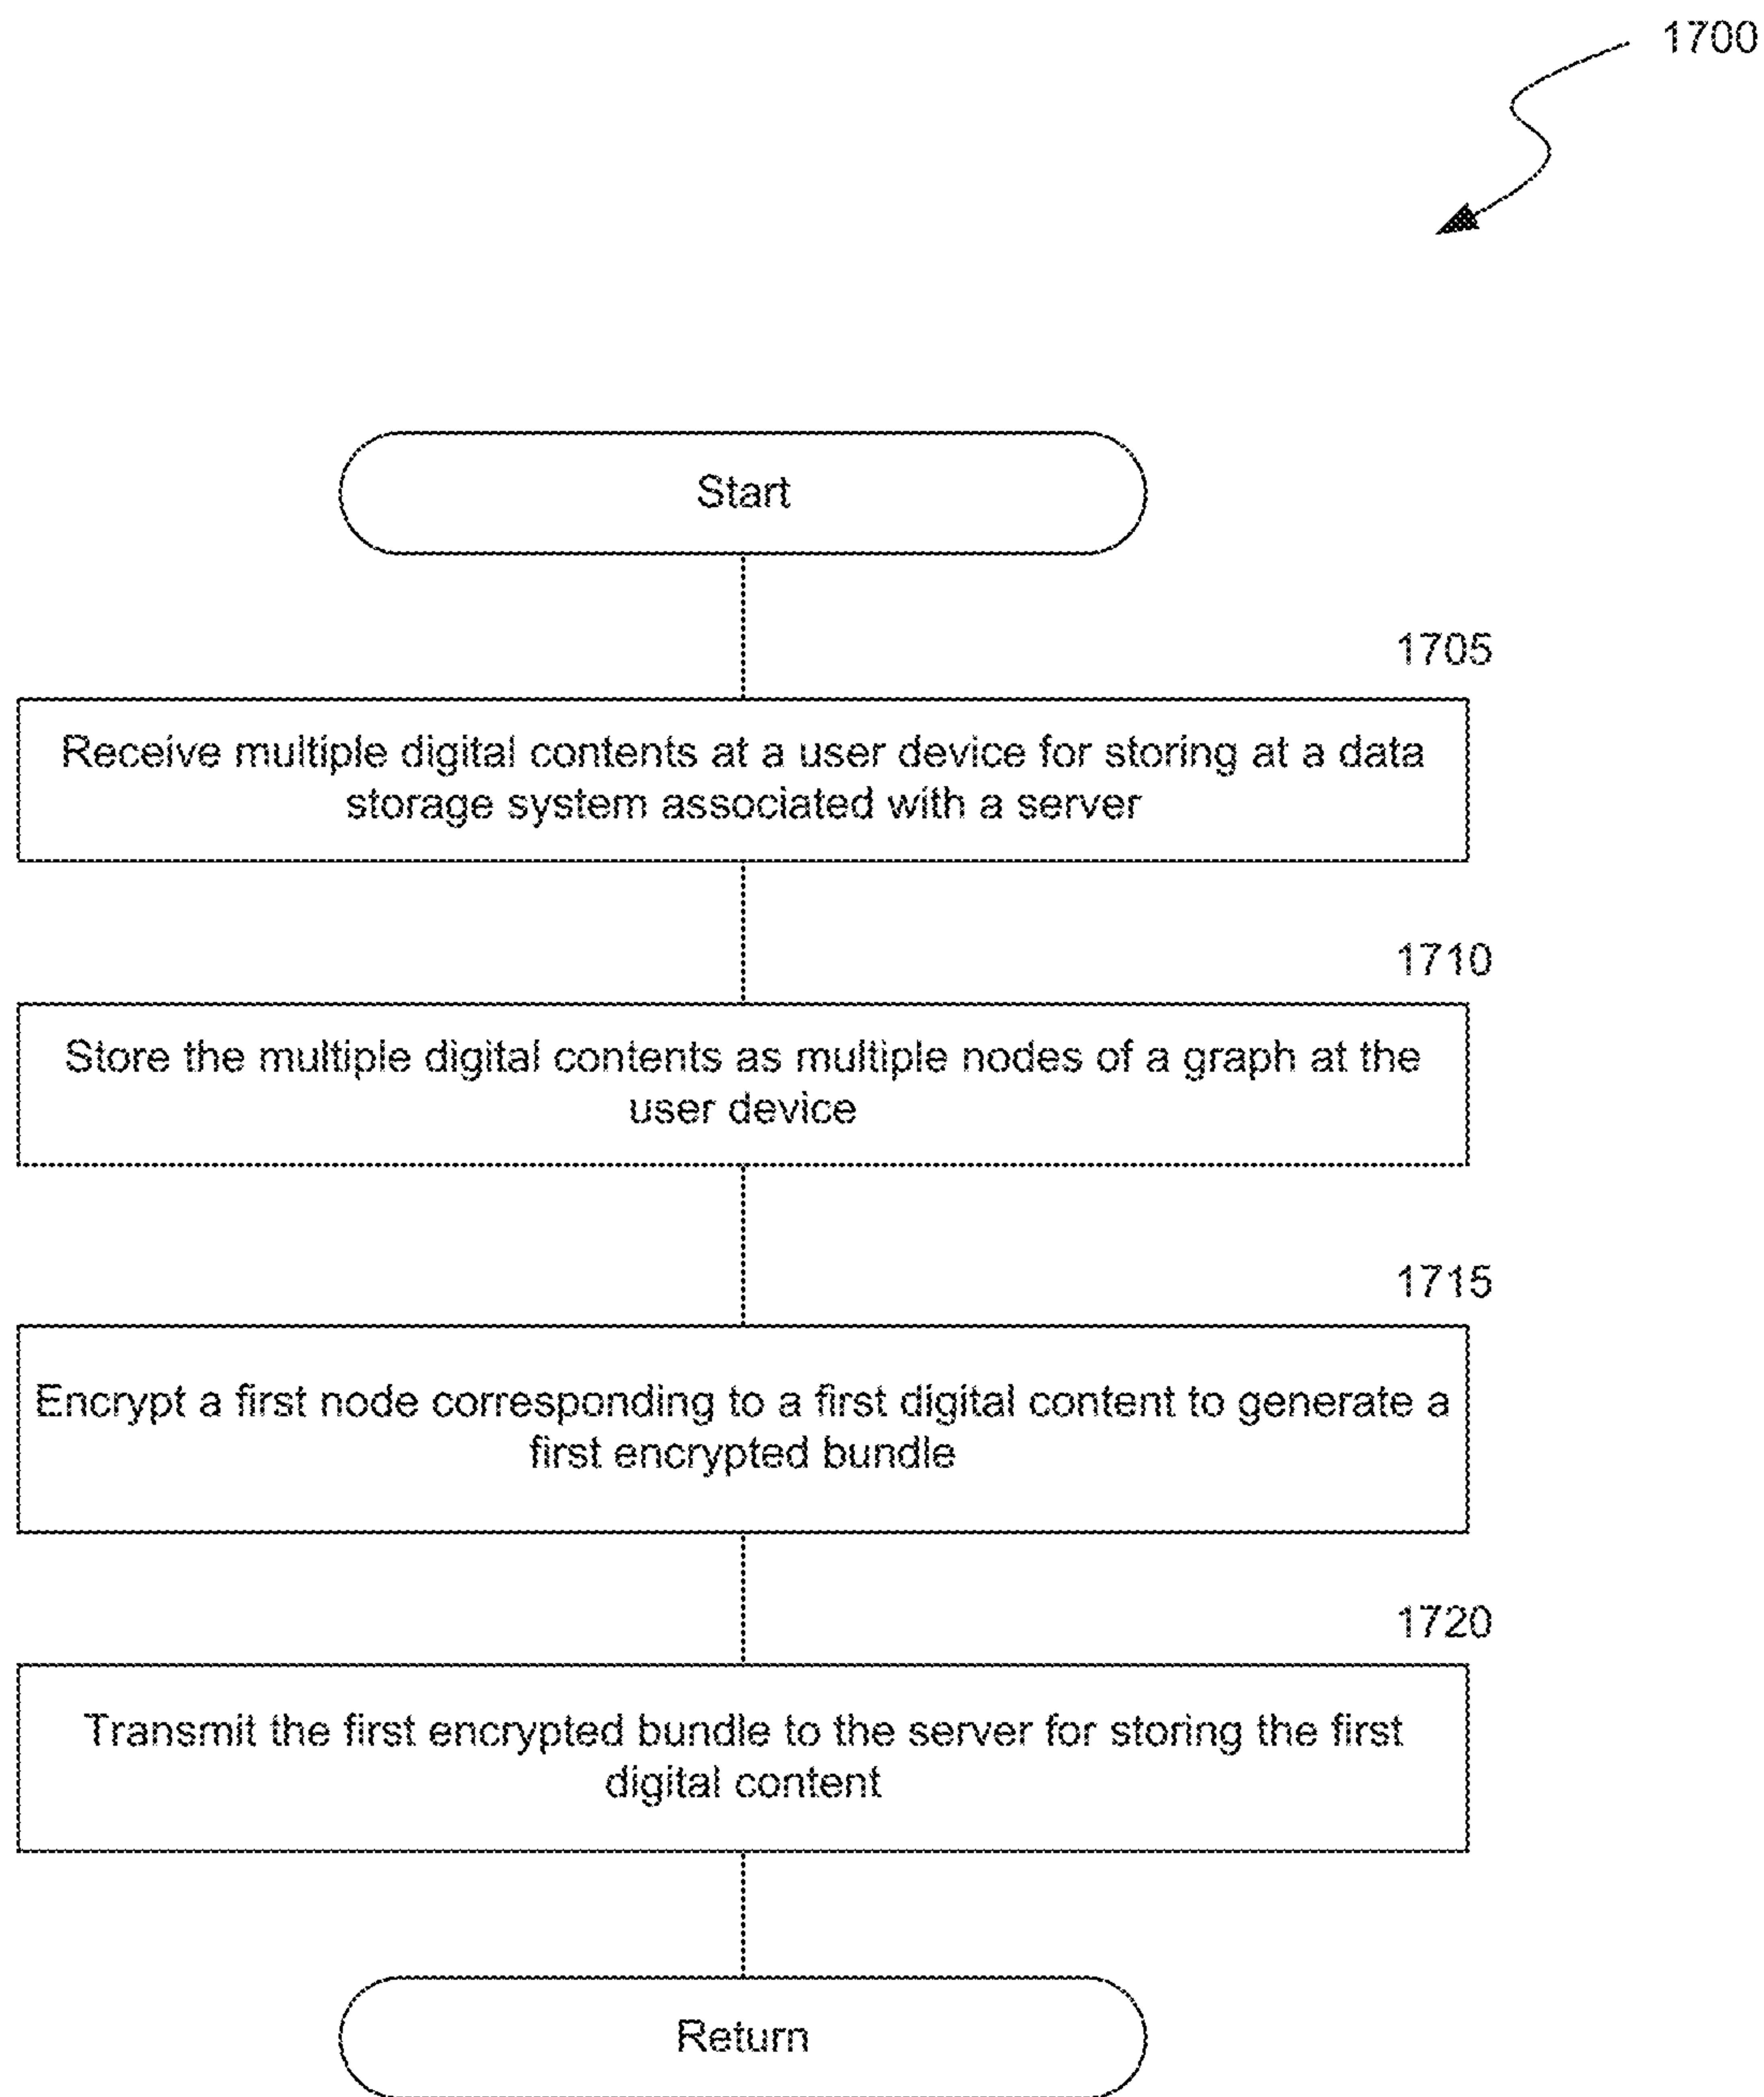 1700
Start
1705
Receive multiple digital contents at a user device for storing at a data
storage system associated with a server
1710
Store the multiple digital contents as multiple nodes of a graph at the
user device
1715
Encrypt a first node corresponding to a first digital content to generate a
first encrypted bundle
1720
Transmit the first encrypted bundle to the server for storing the first
digital content
Return